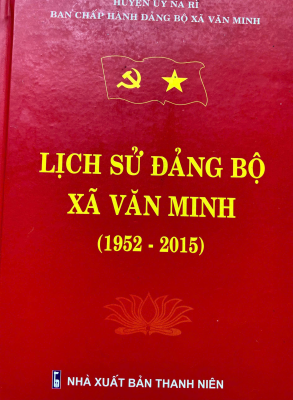 HUYỆN ỦY NA RÌ
BAN CHẤP HÀNH ĐẢNG BỘ XÃ VĂN MINH
LỊCH SỬ ĐẢNG BỘ
XÃ VĂN MINH
(1952 - 2015)
NHÀ XUẤT BẢN THANH NIÊN